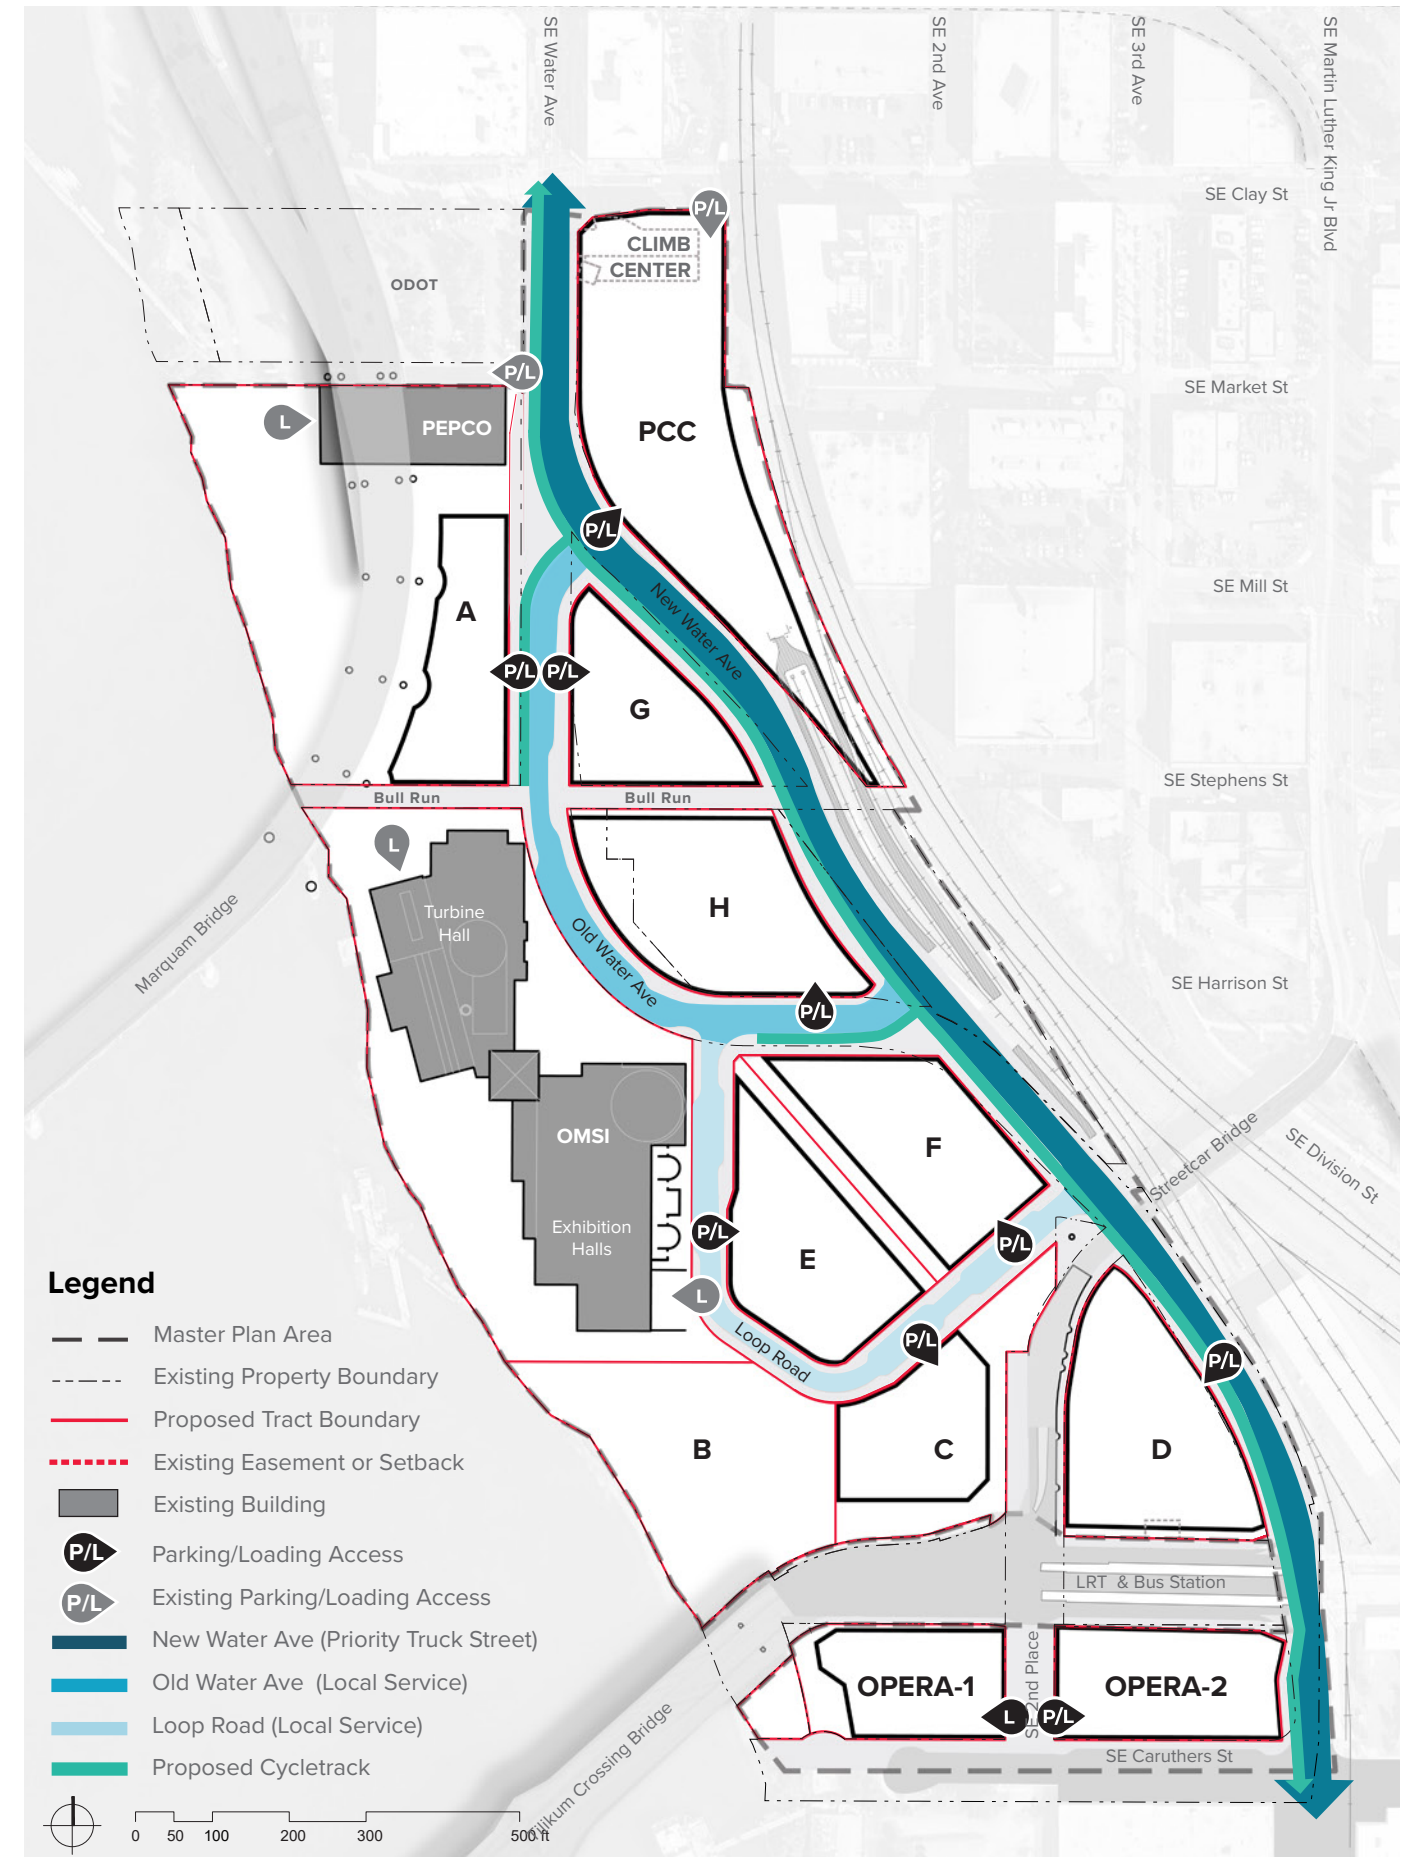 SE Water Ave
SE 2nd Ave
SE 3rd Ave
SE Martin Luther King Jr Blvd
SE Clay St
P/L
CLIMB
CENTER
ODOT
P/L
SE Market St
L
PEPCO
PCC
P/L
SE Mill St
New Water Ave
A
P/L
P/L
G
SE Stephens St
Bull Run
Bull Run
L
Turbine
Hall
H
Marquam Bridge
Old Water Ave
SE Harrison St
P/L
OMSI
F
Streetcar Bridge
SE Division St
Exhibition
Halls
P/L
P/L
E
L
Loop Road
P/L
P/L
B
C
D
LRT & Bus Station
OPERA-1
OPERA-2
SE 2nd Place
L
P/L
SE Caruthers St
Tilikum Crossing Bridge
Legend
Master Plan Area
Existing Property Boundary
Proposed Tract Boundary
Existing Easement or Setback
Existing Building
P/L
Parking/Loading Access
P/L
Existing Parking/Loading Access
New Water Ave (Priority Truck Street)
Old Water Ave (Local Service)
Loop Road (Local Service)
Proposed Cycletrack
0 50 100 200 300 500 ft